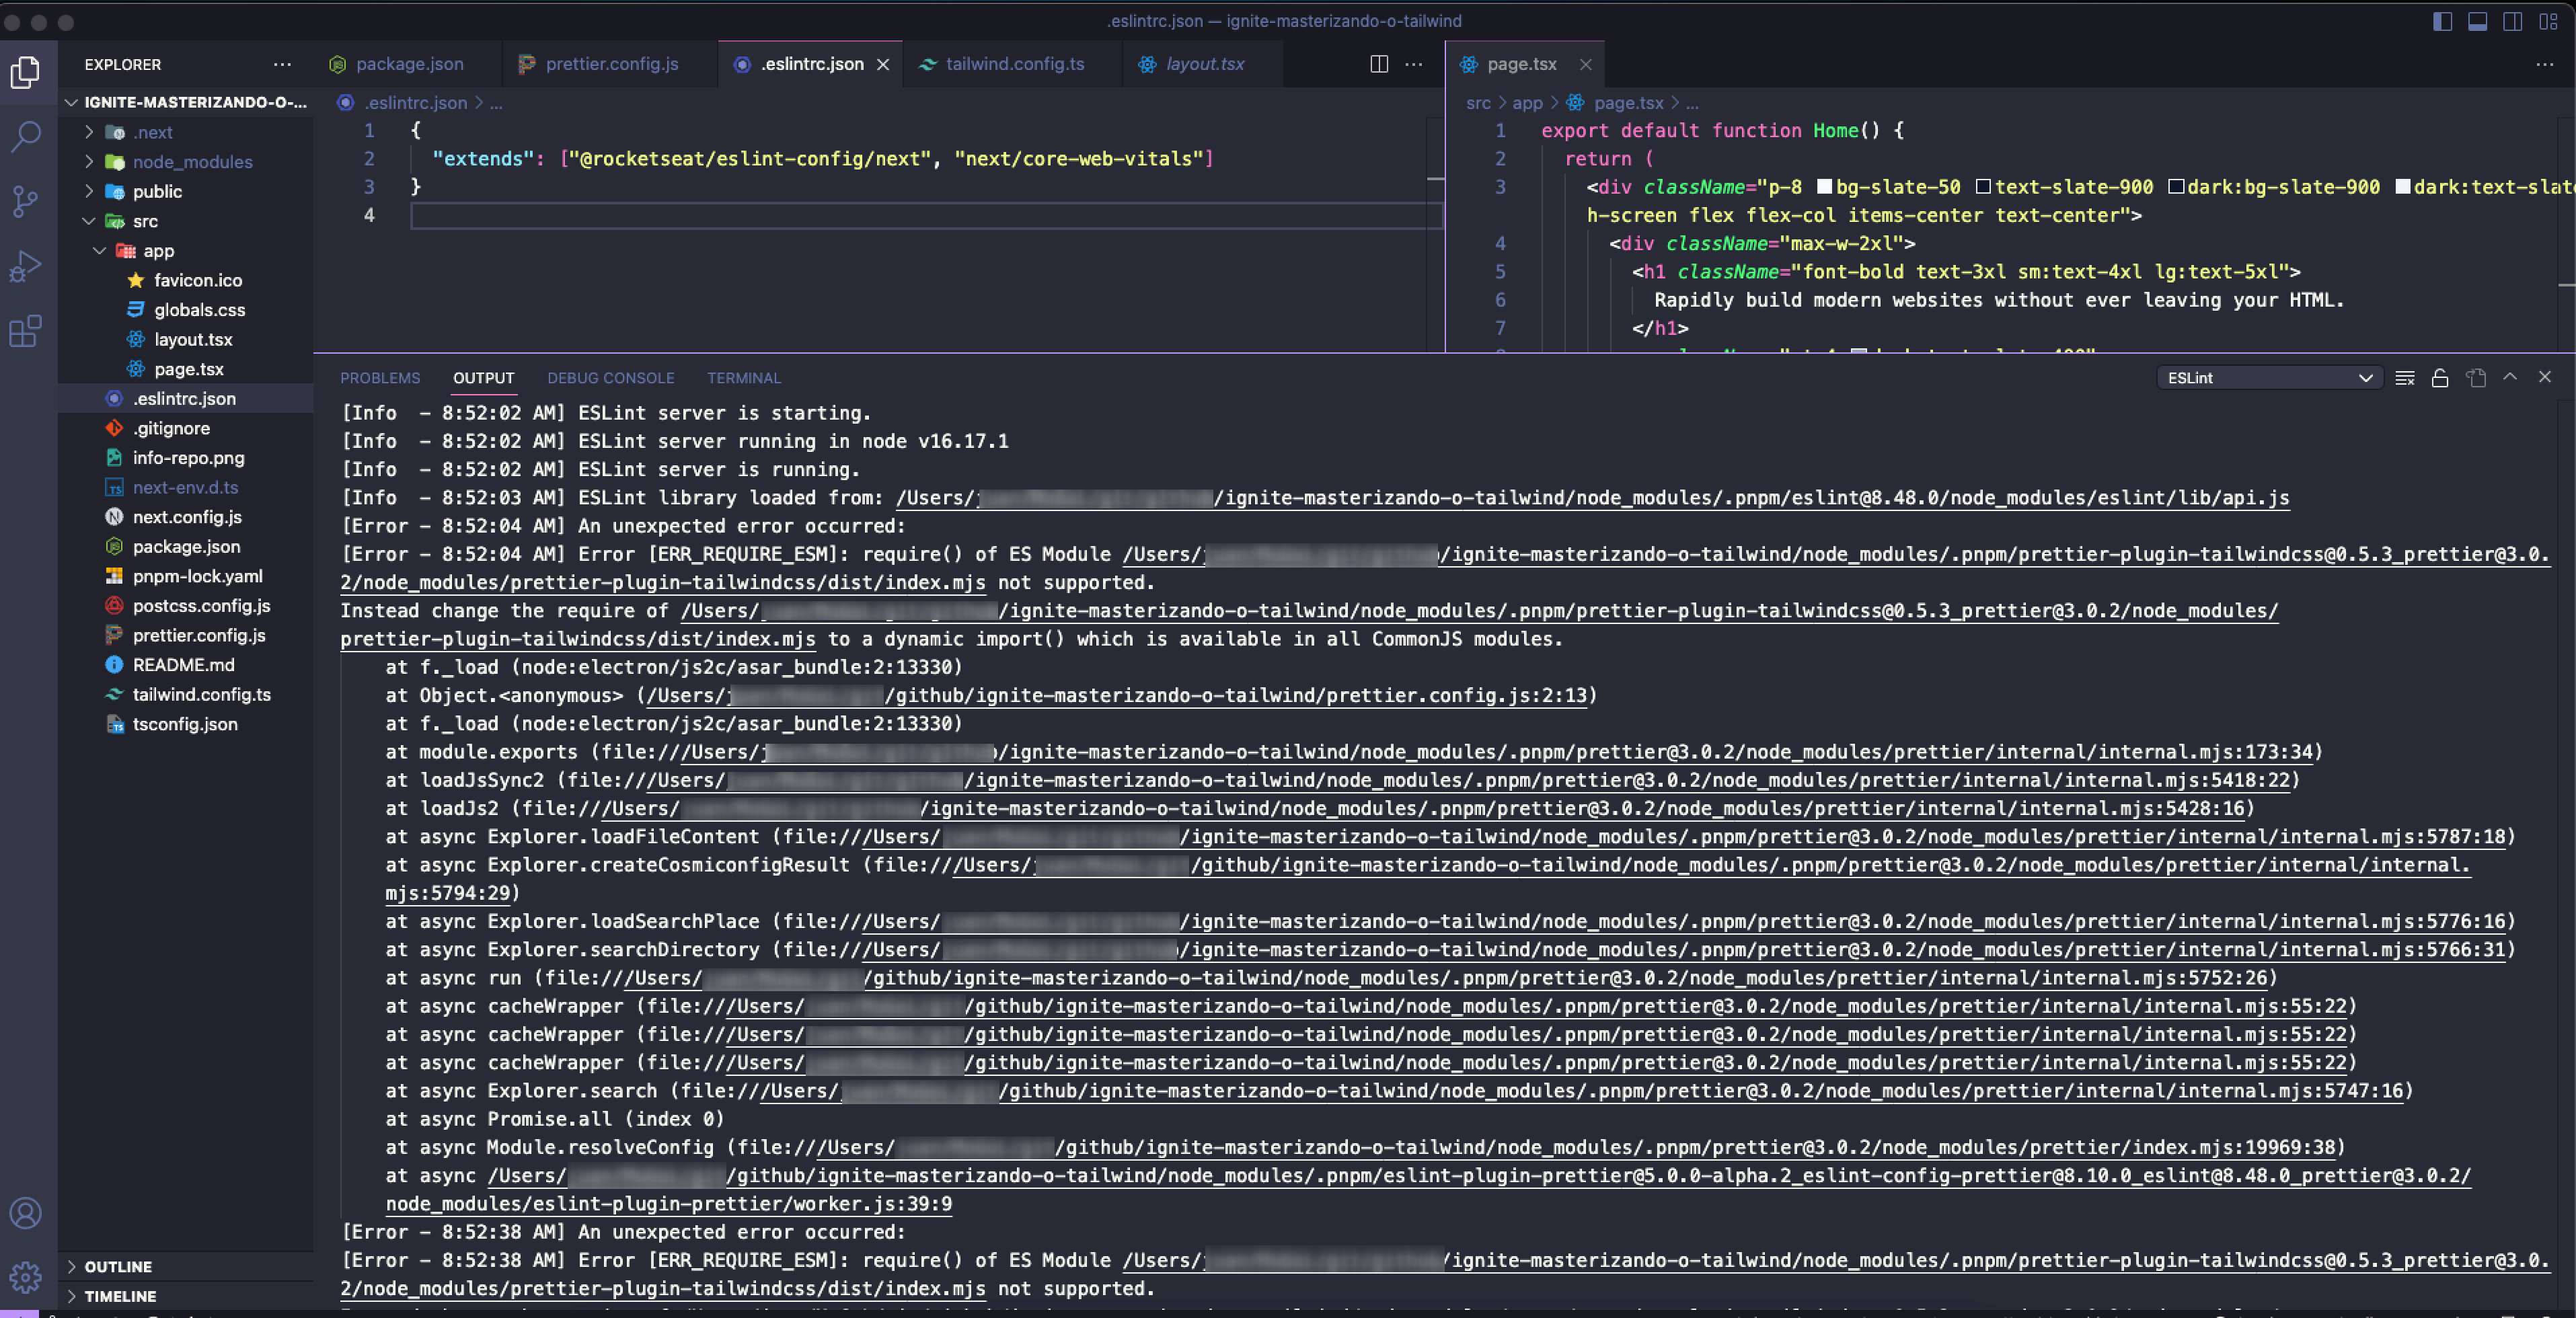 .eslintrc.json — ignite-masterizando-o-tailwind
EXPLORER
IGNITE-MASTERIZANDO-O-...
.next
node_modules
public
src
app
favicon.ico
globals.css
layout.tsx
page.tsx
.eslintrc.json
.gitignore
info-repo.png
next-env.d.ts
next.config.js
package.json
pnpm-lock.yaml
postcss.config.js
prettier.config.js
README.md
tailwind.config.ts
tsconfig.json
OUTLINE
TIMELINE
package.json prettier.config.js .eslintrc.json tailwind.config.ts layout.tsx
.eslintrc.json > ...
1 {
2 "extends": ["@rocketseat/eslint-config/next", "next/core-web-vitals"]
3 }
4
page.tsx
src > app > page.tsx > ...
1 export default function Home() {
2 return (
3 <div className="p-8 bg-slate-50 text-slate-900 dark:bg-slate-900 dark:text-slate
h-screen flex flex-col items-center text-center">
4 <div className="max-w-2xl">
5 <h1 className="font-bold text-3xl sm:text-4xl lg:text-5xl">
6 Rapidly build modern websites without ever leaving your HTML.
7 </h1>
PROBLEMS OUTPUT DEBUG CONSOLE TERMINAL ESLint
[Info - 8:52:02 AM] ESLint server is starting.
[Info - 8:52:02 AM] ESLint server running in node v16.17.1
[Info - 8:52:02 AM] ESLint server is running.
[Info - 8:52:03 AM] ESLint library loaded from: /Users/ /ignite-masterizando-o-tailwind/node_modules/.pnpm/eslint@8.48.0/node_modules/eslint/lib/api.js
[Error - 8:52:04 AM] An unexpected error occurred:
[Error - 8:52:04 AM] Error [ERR_REQUIRE_ESM]: require() of ES Module /Users/ /ignite-masterizando-o-tailwind/node_modules/.pnpm/prettier-plugin-tailwindcss@0.5.3_prettier@3.0.
2/node_modules/prettier-plugin-tailwindcss/dist/index.mjs not supported.
Instead change the require of /Users/ /ignite-masterizando-o-tailwind/node_modules/.pnpm/prettier-plugin-tailwindcss@0.5.3_prettier@3.0.2/node_modules/
prettier-plugin-tailwindcss/dist/index.mjs to a dynamic import() which is available in all CommonJS modules.
at f._load (node:electron/js2c/asar_bundle:2:13330)
at Object.<anonymous> (/Users/ /github/ignite-masterizando-o-tailwind/prettier.config.js:2:13)
at f._load (node:electron/js2c/asar_bundle:2:13330)
at module.exports (file:///Users/ /ignite-masterizando-o-tailwind/node_modules/.pnpm/prettier@3.0.2/node_modules/prettier/internal/internal.mjs:173:34)
at loadJsSync2 (file:///Users/ /ignite-masterizando-o-tailwind/node_modules/.pnpm/prettier@3.0.2/node_modules/prettier/internal/internal.mjs:5418:22)
at loadJs2 (file:///Users/ /ignite-masterizando-o-tailwind/node_modules/.pnpm/prettier@3.0.2/node_modules/prettier/internal/internal.mjs:5428:16)
at async Explorer.loadFileContent (file:///Users/ /ignite-masterizando-o-tailwind/node_modules/.pnpm/prettier@3.0.2/node_modules/prettier/internal/internal.mjs:5787:18)
at async Explorer.createCosmiconfigResult (file:///Users/ /github/ignite-masterizando-o-tailwind/node_modules/.pnpm/prettier@3.0.2/node_modules/prettier/internal/internal.
mjs:5794:29)
at async Explorer.loadSearchPlace (file:///Users/ /ignite-masterizando-o-tailwind/node_modules/.pnpm/prettier@3.0.2/node_modules/prettier/internal/internal.mjs:5776:16)
at async Explorer.searchDirectory (file:///Users/ /ignite-masterizando-o-tailwind/node_modules/.pnpm/prettier@3.0.2/node_modules/prettier/internal/internal.mjs:5766:31)
at async run (file:///Users/ /github/ignite-masterizando-o-tailwind/node_modules/.pnpm/prettier@3.0.2/node_modules/prettier/internal/internal.mjs:5752:26)
at async cacheWrapper (file:///Users/ /github/ignite-masterizando-o-tailwind/node_modules/.pnpm/prettier@3.0.2/node_modules/prettier/internal/internal.mjs:55:22)
at async cacheWrapper (file:///Users/ /github/ignite-masterizando-o-tailwind/node_modules/.pnpm/prettier@3.0.2/node_modules/prettier/internal/internal.mjs:55:22)
at async cacheWrapper (file:///Users/ /github/ignite-masterizando-o-tailwind/node_modules/.pnpm/prettier@3.0.2/node_modules/prettier/internal/internal.mjs:55:22)
at async Explorer.search (file:///Users/ /github/ignite-masterizando-o-tailwind/node_modules/.pnpm/prettier@3.0.2/node_modules/prettier/internal/internal.mjs:5747:16)
at async Promise.all (index 0)
at async Module.resolveConfig (file:///Users/ /github/ignite-masterizando-o-tailwind/node_modules/.pnpm/prettier@3.0.2/node_modules/prettier/index.mjs:19969:38)
at async /Users/ /github/ignite-masterizando-o-tailwind/node_modules/.pnpm/eslint-plugin-prettier@5.0.0-alpha.2_eslint-config-prettier@8.10.0_eslint@8.48.0_prettier@3.0.2/
node_modules/eslint-plugin-prettier/worker.js:39:9
[Error - 8:52:38 AM] An unexpected error occurred:
[Error - 8:52:38 AM] Error [ERR_REQUIRE_ESM]: require() of ES Module /Users/ /ignite-masterizando-o-tailwind/node_modules/.pnpm/prettier-plugin-tailwindcss@0.5.3_prettier@3.0.
2/node_modules/prettier-plugin-tailwindcss/dist/index.mjs not supported.